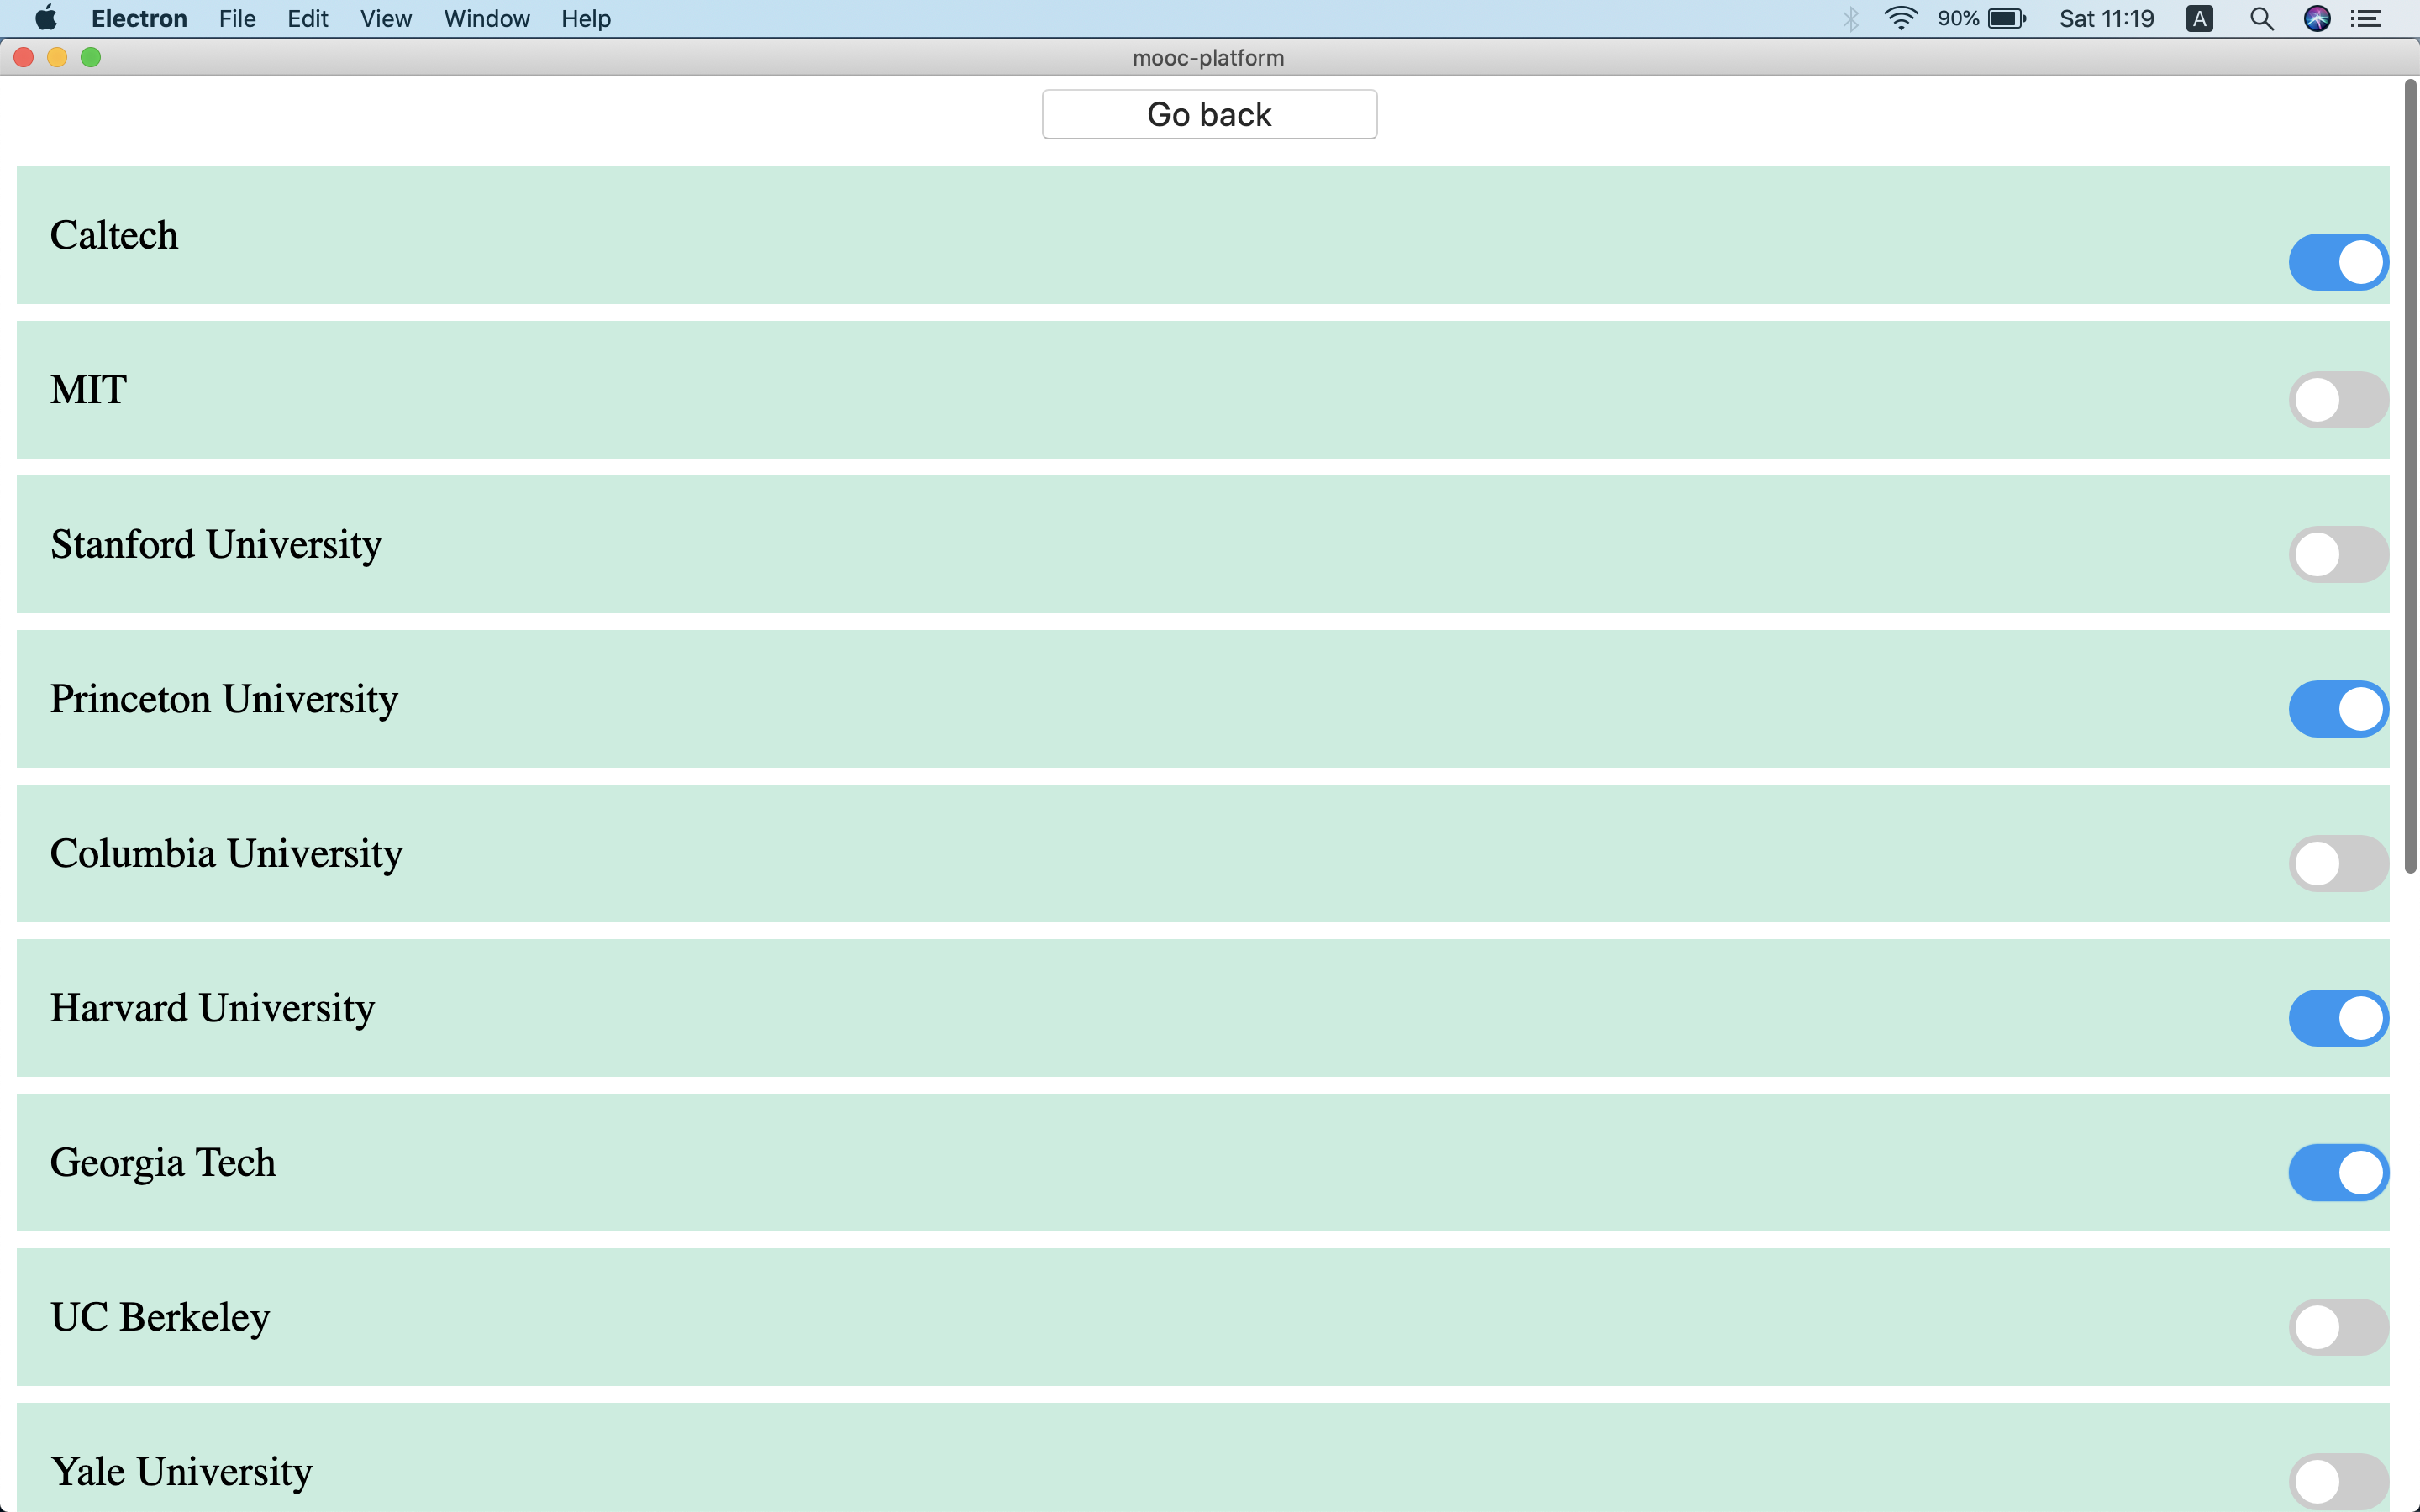 Electron File Edit View Window Help 90% Sat 11:19 A
mooc-platform
Go back
Caltech
MIT
Stanford University
Princeton University
Columbia University
Harvard University
Georgia Tech
UC Berkeley
Yale University